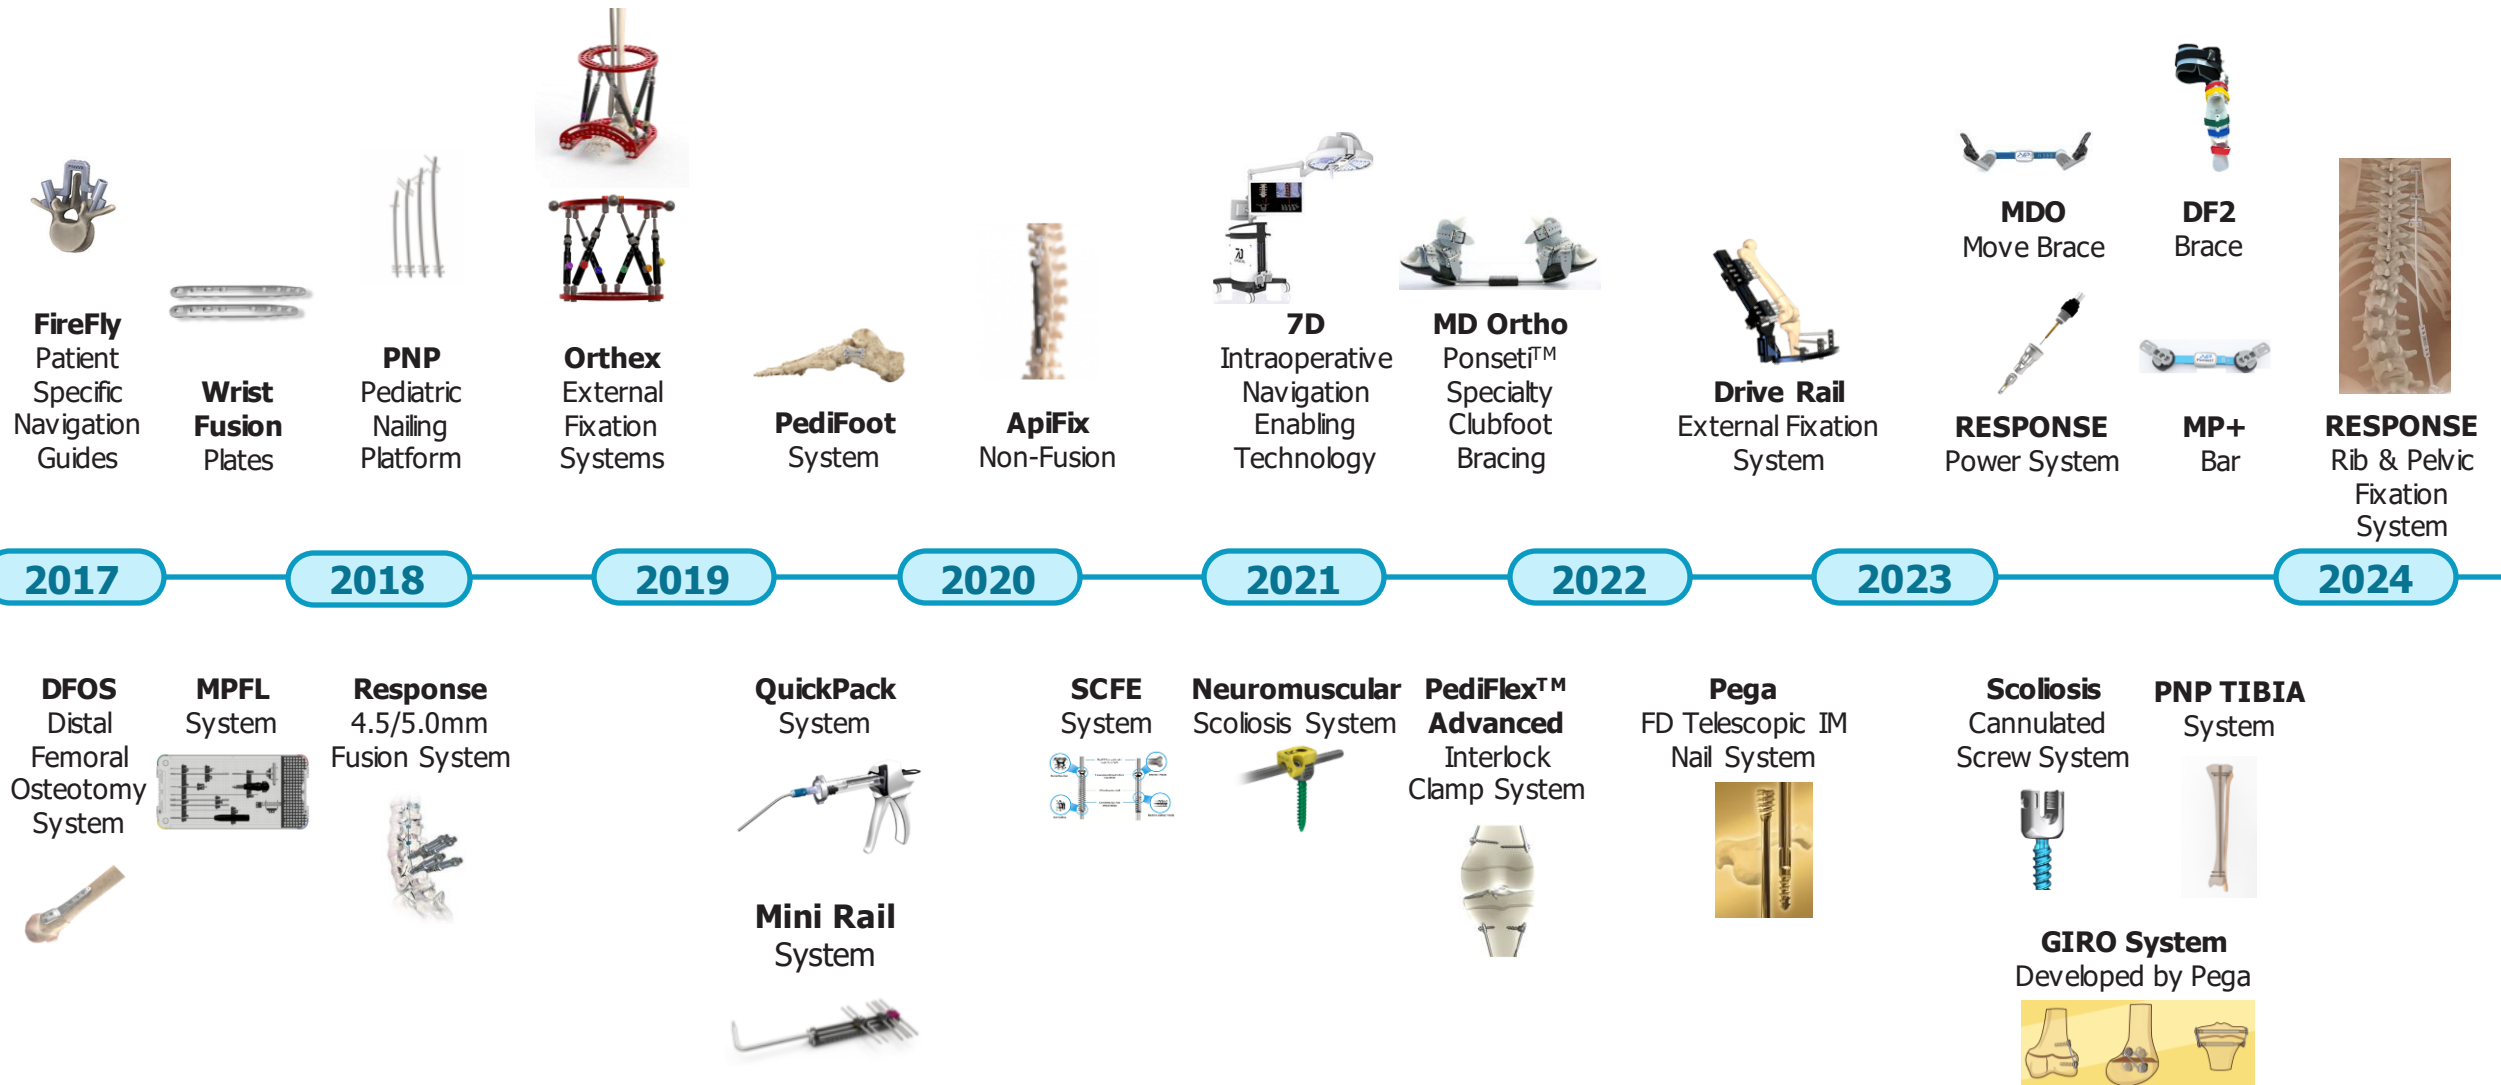 FireFly
Patient
Specific
Navigation
Guides
Wrist
Fusion
Plates
PNP
Pediatric
Nailing
Platform
Orthex
External
Fixation
Systems
PediFoot
System
ApiFix
Non-Fusion
7D
Intraoperative
Navigation
Enabling
Technology
MD Ortho
Ponseti™
Specialty
Clubfoot
Bracing
Drive Rail
External Fixation
System
MDO
Move Brace
RESPONSE
Power System
DF2
Brace
MP+
Bar
RESPONSE
Rib & Pelvic
Fixation
System
2017
2018
2019
2020
2021
2022
2023
2024
DFOS
Distal
Femoral
Osteotomy
System
MPFL
System
Response
4.5/5.0mm
Fusion System
QuickPack
System
Mini Rail
System
SCFE
System
Neuromuscular
Scoliosis System
PediFlex™
Advanced
Interlock
Clamp System
Pega
FD Telescopic IM
Nail System
Scoliosis
Cannulated
Screw System
PNP TIBIA
System
GIRO System
Developed by Pega